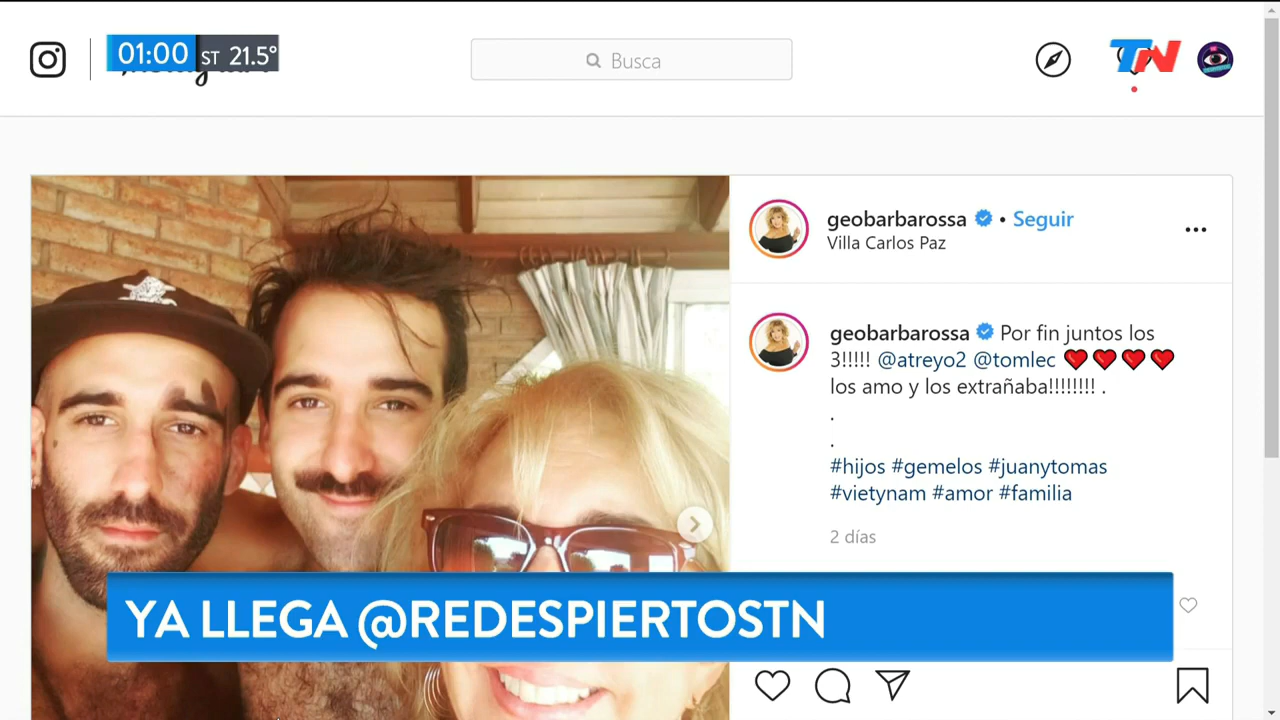 01:00 ST 21.5°
Busca
TN
geobarbarossa • Seguir
Villa Carlos Paz
geobarbarossa Por fin juntos los
3!!!!! @atreyo2 @tomlec ❤❤❤❤
los amo y los extrañaba!!!!!!!! .
.
.
#hijos #gemelos #juanytomas
#vietynam #amor #familia
2 días
YA LLEGA @REDESPIERTOSTN